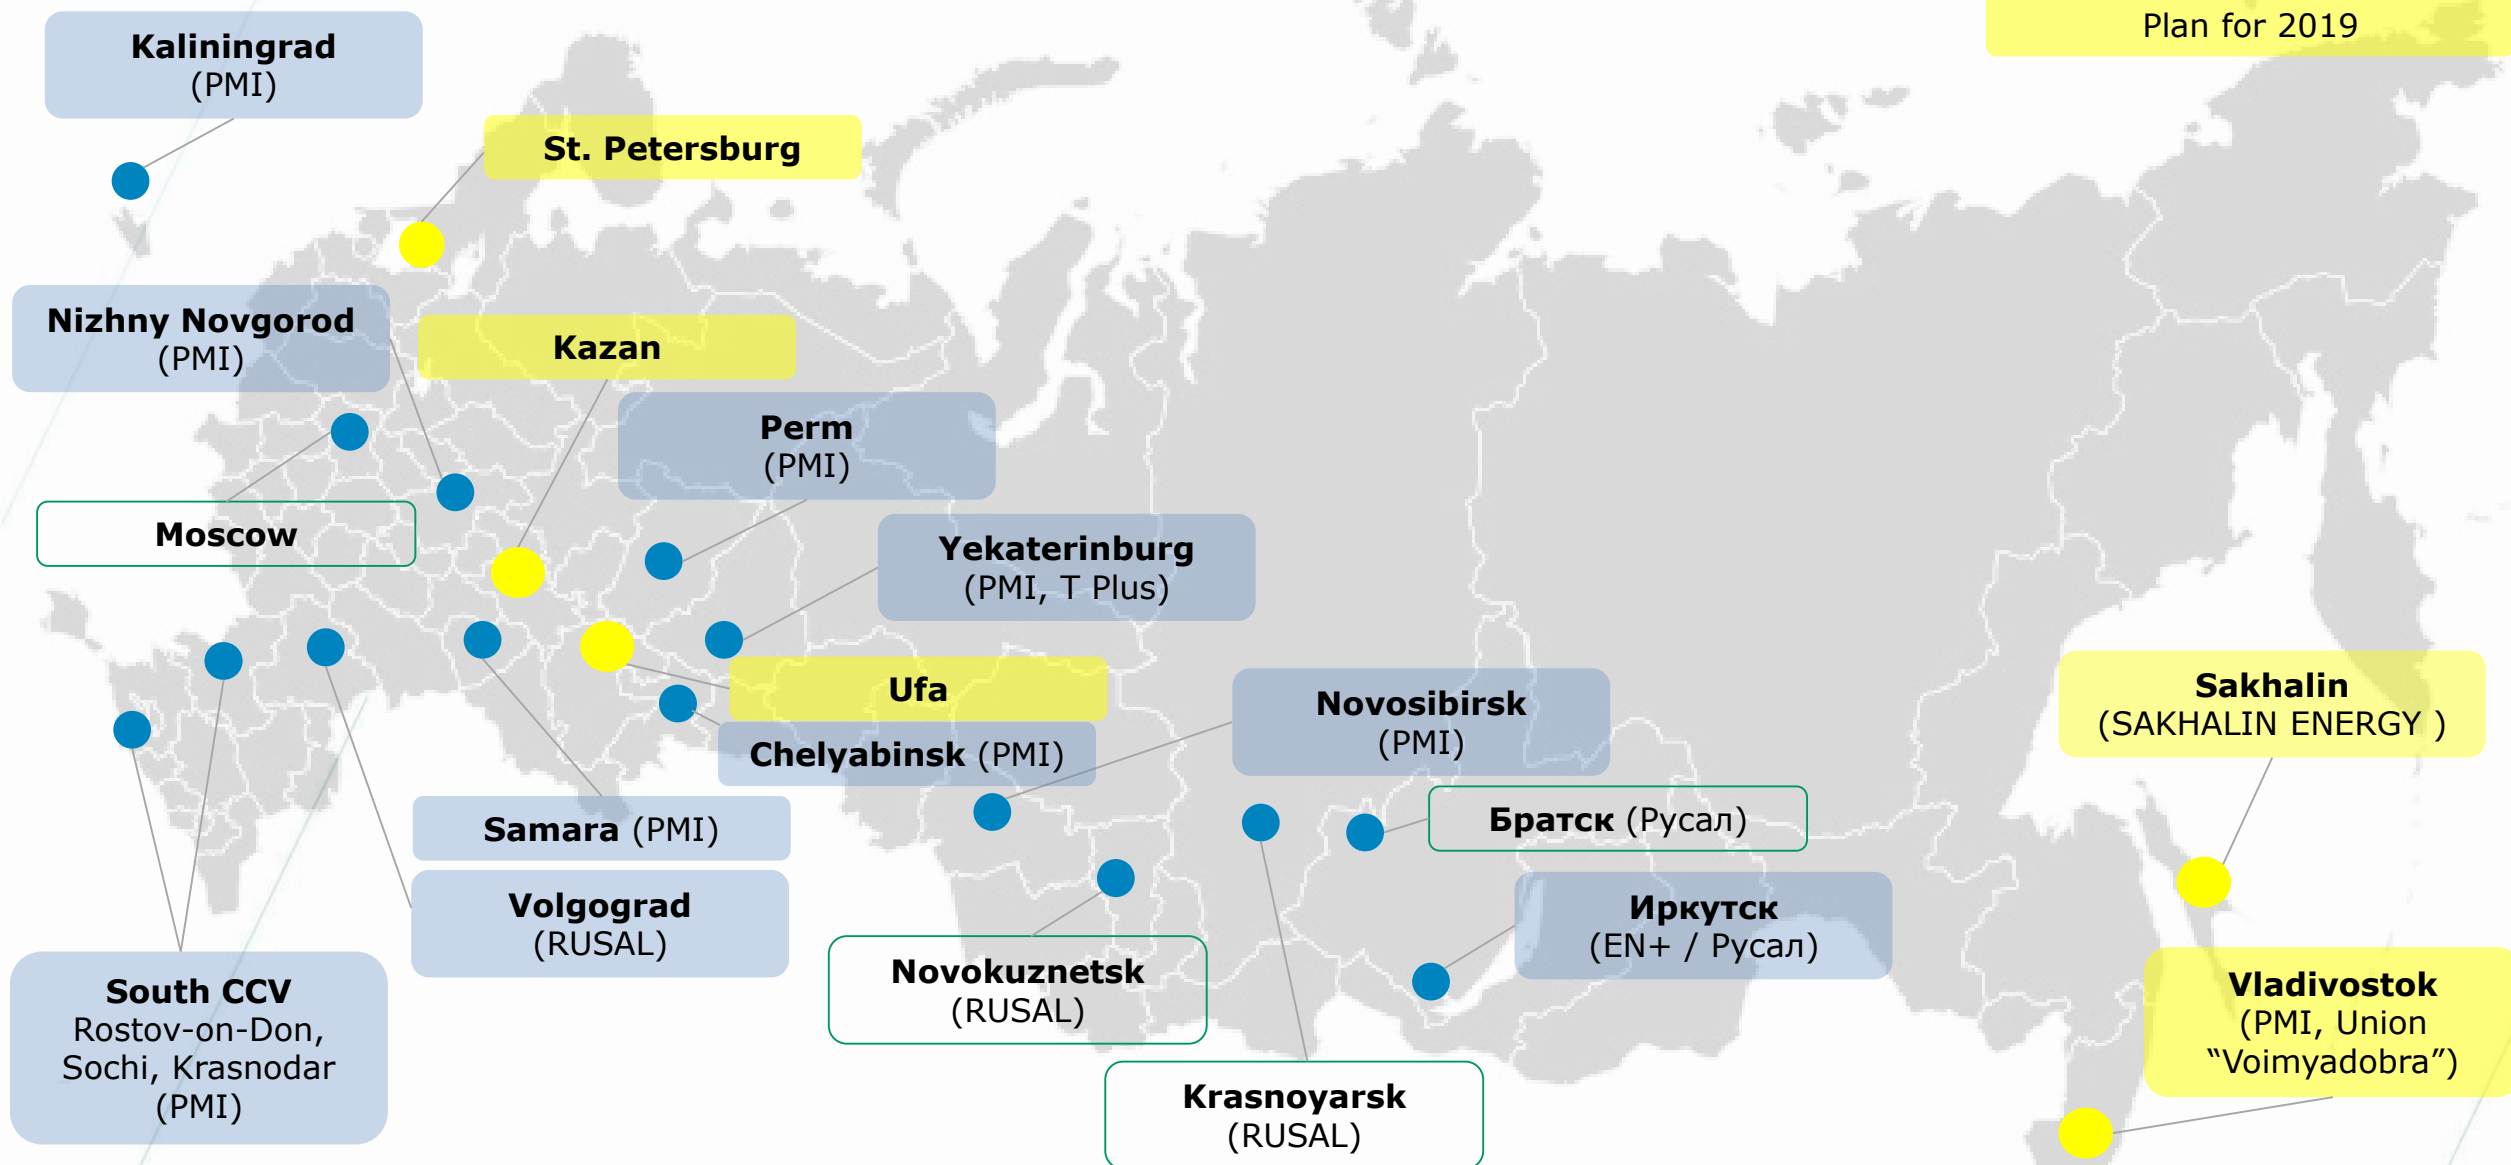 Plan for 2019
Kaliningrad
(PMI)
St. Petersburg
Nizhny Novgorod
(PMI)
Kazan
Perm
(PMI)
Moscow
Yekaterinburg
(PMI, T Plus)
Ufa
Chelyabinsk (PMI)
Novosibirsk
(PMI)
Sakhalin
(SAKHALIN ENERGY )
Samara (PMI)
Братск (Русал)
Volgograd
(RUSAL)
Иркутск
(EN+ / Русал)
Novokuznetsk
(RUSAL)
South CCV
Rostov-on-Don,
Sochi, Krasnodar
(PMI)
Vladivostok
(PMI, Union
“Voimyadobra”)
Krasnoyarsk
(RUSAL)